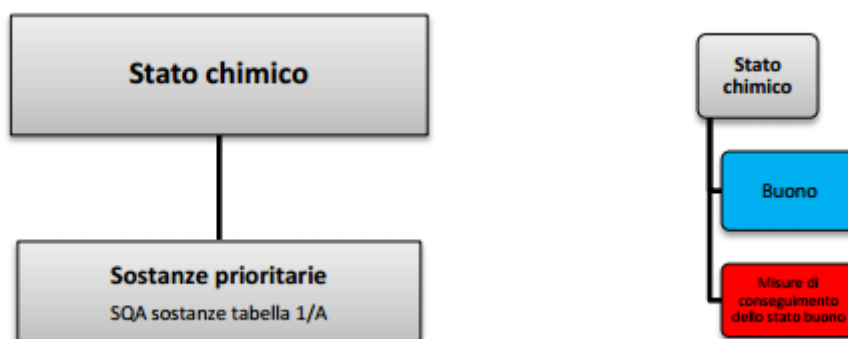 Stato chimico
Sostanze prioritarie
SQA sostanze tabella 1/A
Stato
chimico
Buono
Misure di
conseguimento
dello stato buono